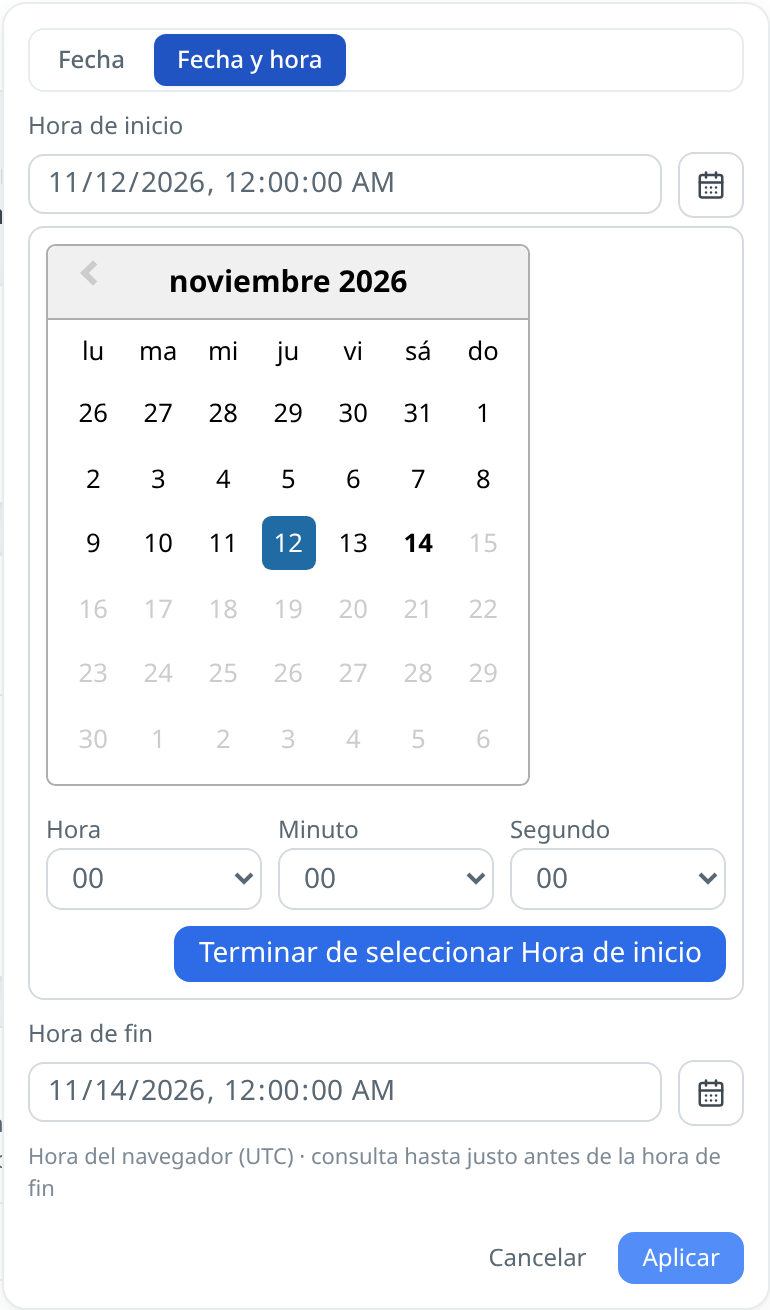 Fecha Fecha y hora
Hora de inicio
11/12/2026, 12:00:00 AM
noviembre 2026
lu ma mi ju vi sá do
26 27 28 29 30 31 1
2 3 4 5 6 7 8
9 10 11 12 13 14 15
16 17 18 19 20 21 22
23 24 25 26 27 28 29
30 1 2 3 4 5 6
Hora Minuto Segundo
00 00 00
Terminar de seleccionar Hora de inicio
Hora de fin
11/14/2026, 12:00:00 AM
Hora del navegador (UTC) · consulta hasta justo antes de la hora de
fin
Cancelar Aplicar